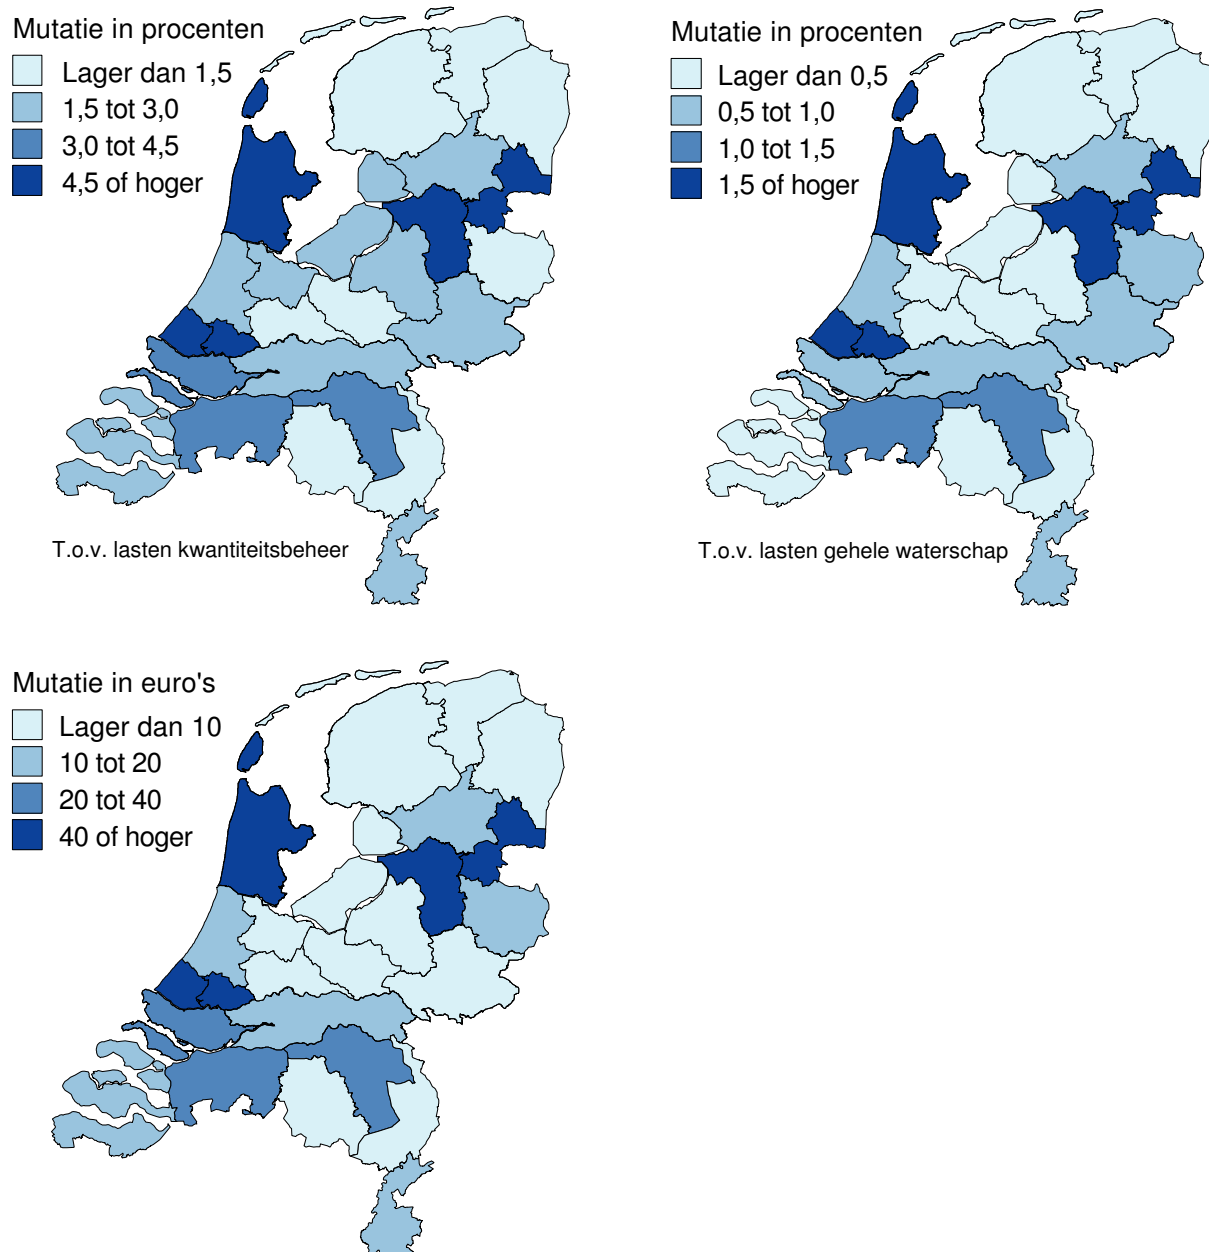 Mutatie in procenten
Lager dan 1,5
1,5 tot 3,0
3,0 tot 4,5
4,5 of hoger
T.o.v. lasten kwantiteitsbeheer
Mutatie in procenten
Lager dan 0,5
0,5 tot 1,0
1,0 tot 1,5
1,5 of hoger
T.o.v. lasten gehele waterschap
Mutatie in euro's
Lager dan 10
10 tot 20
20 tot 40
40 of hoger